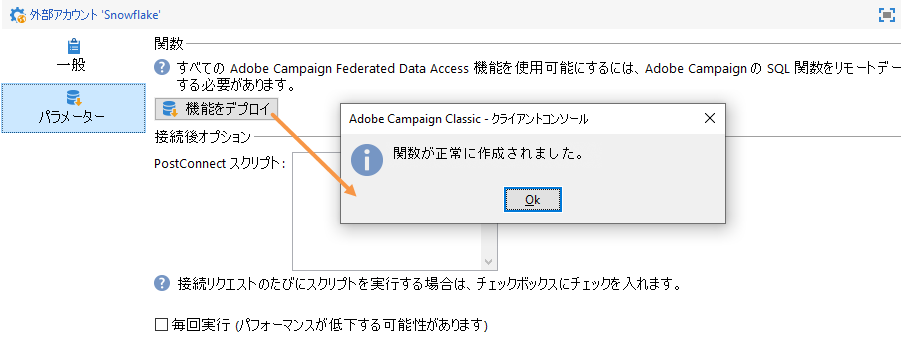 外部アカウント 'Snowflake'
一般
パラメーター
関数
すべての Adobe Campaign Federated Data Access 機能を使用可能にするには、Adobe Campaign の SQL 関数をリモートデー
する必要があります。
機能をデプロイ
接続後オプション
PostConnect スクリプト:
Adobe Campaign Classic - クライアントコンソール
関数が正常に作成されました。
Ok
接続リクエストのたびにスクリプトを実行する場合は、チェックボックスにチェックを入れます。
毎回実行 (パフォーマンスが低下する可能性があります)